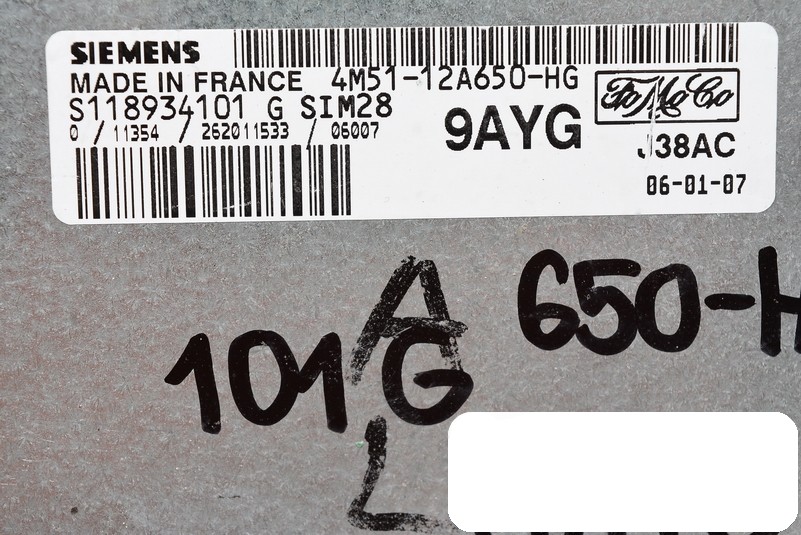 SIEMENS
MADE IN FRANCE 4M51-12A650-HG
S118934101 G SIM28
0 / 11354 / 262011533 / 06007
9AYG
FoMoCo
J38AC
06-01-07
A
650-H
101G
L